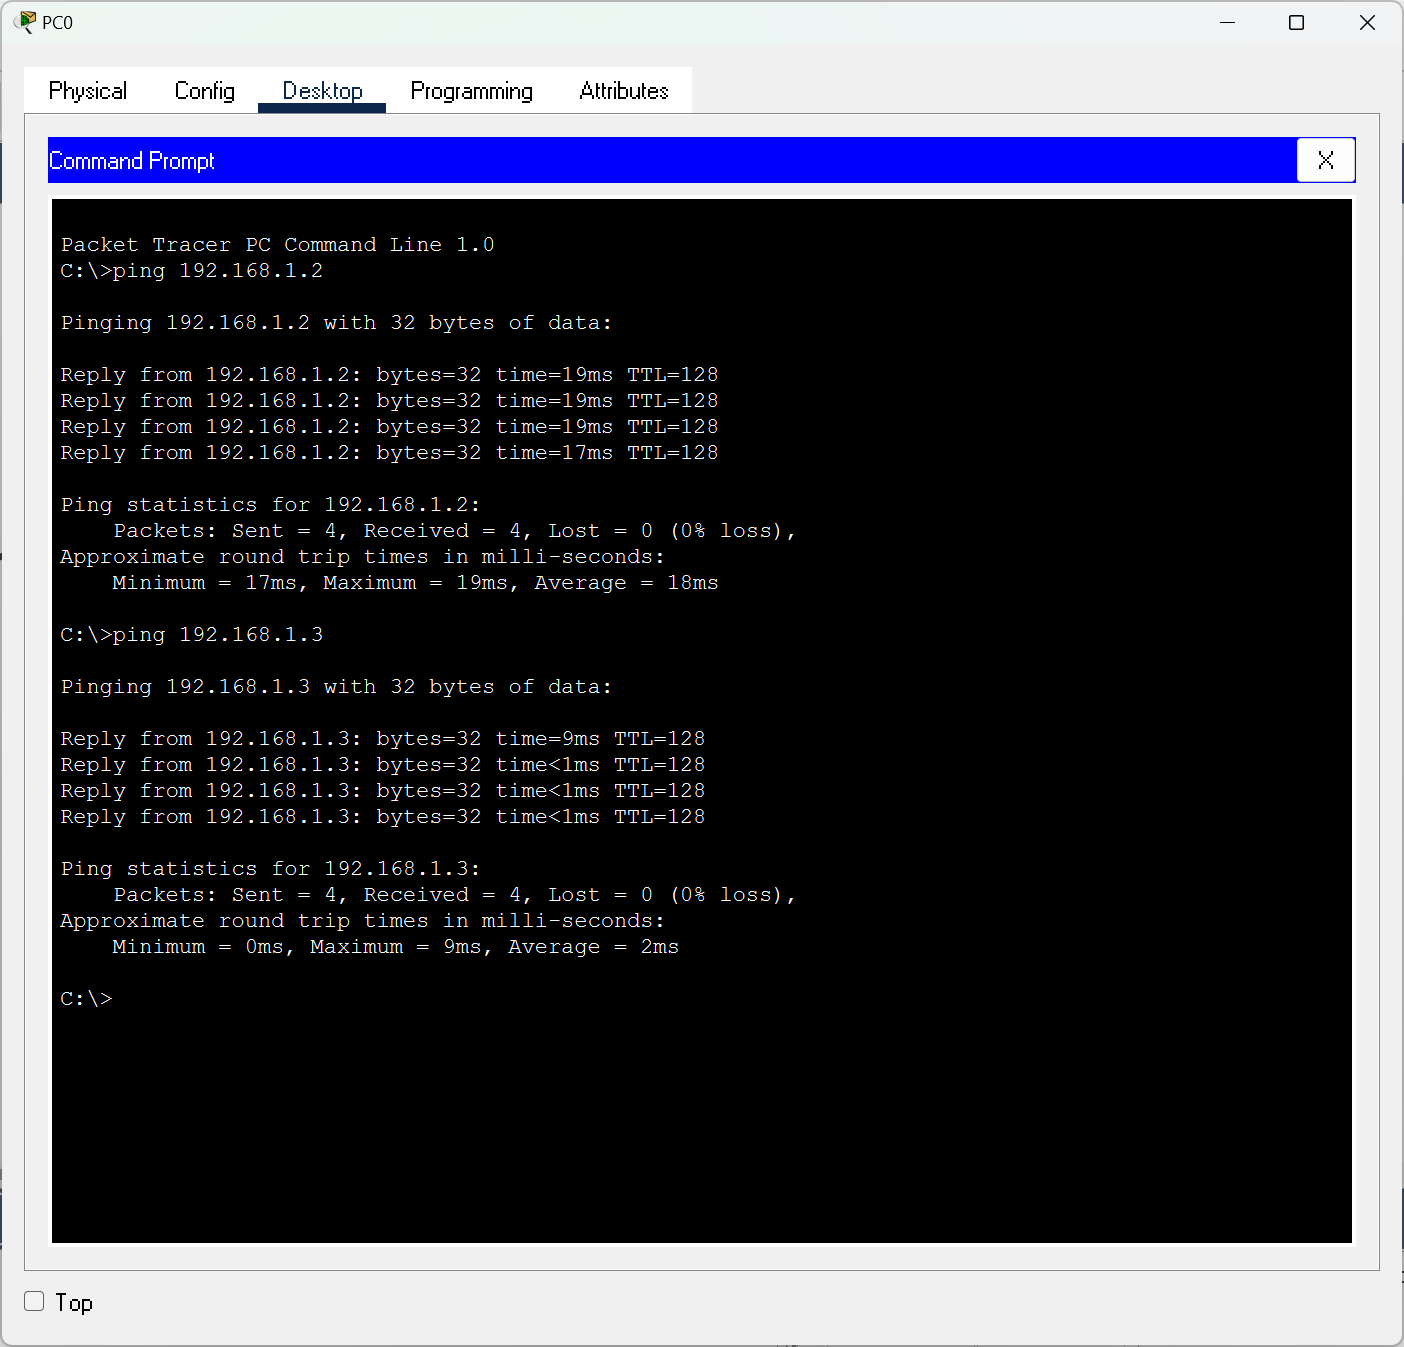 PC0
Physical Config Desktop Programming Attributes
Command Prompt X
Packet Tracer PC Command Line 1.0
C:\>ping 192.168.1.2
Pinging 192.168.1.2 with 32 bytes of data:
Reply from 192.168.1.2: bytes=32 time=19ms TTL=128
Reply from 192.168.1.2: bytes=32 time=19ms TTL=128
Reply from 192.168.1.2: bytes=32 time=19ms TTL=128
Reply from 192.168.1.2: bytes=32 time=17ms TTL=128
Ping statistics for 192.168.1.2:
    Packets: Sent = 4, Received = 4, Lost = 0 (0% loss),
Approximate round trip times in milli-seconds:
    Minimum = 17ms, Maximum = 19ms, Average = 18ms
C:\>ping 192.168.1.3
Pinging 192.168.1.3 with 32 bytes of data:
Reply from 192.168.1.3: bytes=32 time=9ms TTL=128
Reply from 192.168.1.3: bytes=32 time<1ms TTL=128
Reply from 192.168.1.3: bytes=32 time<1ms TTL=128
Reply from 192.168.1.3: bytes=32 time<1ms TTL=128
Ping statistics for 192.168.1.3:
    Packets: Sent = 4, Received = 4, Lost = 0 (0% loss),
Approximate round trip times in milli-seconds:
    Minimum = 0ms, Maximum = 9ms, Average = 2ms
C:\>
Top